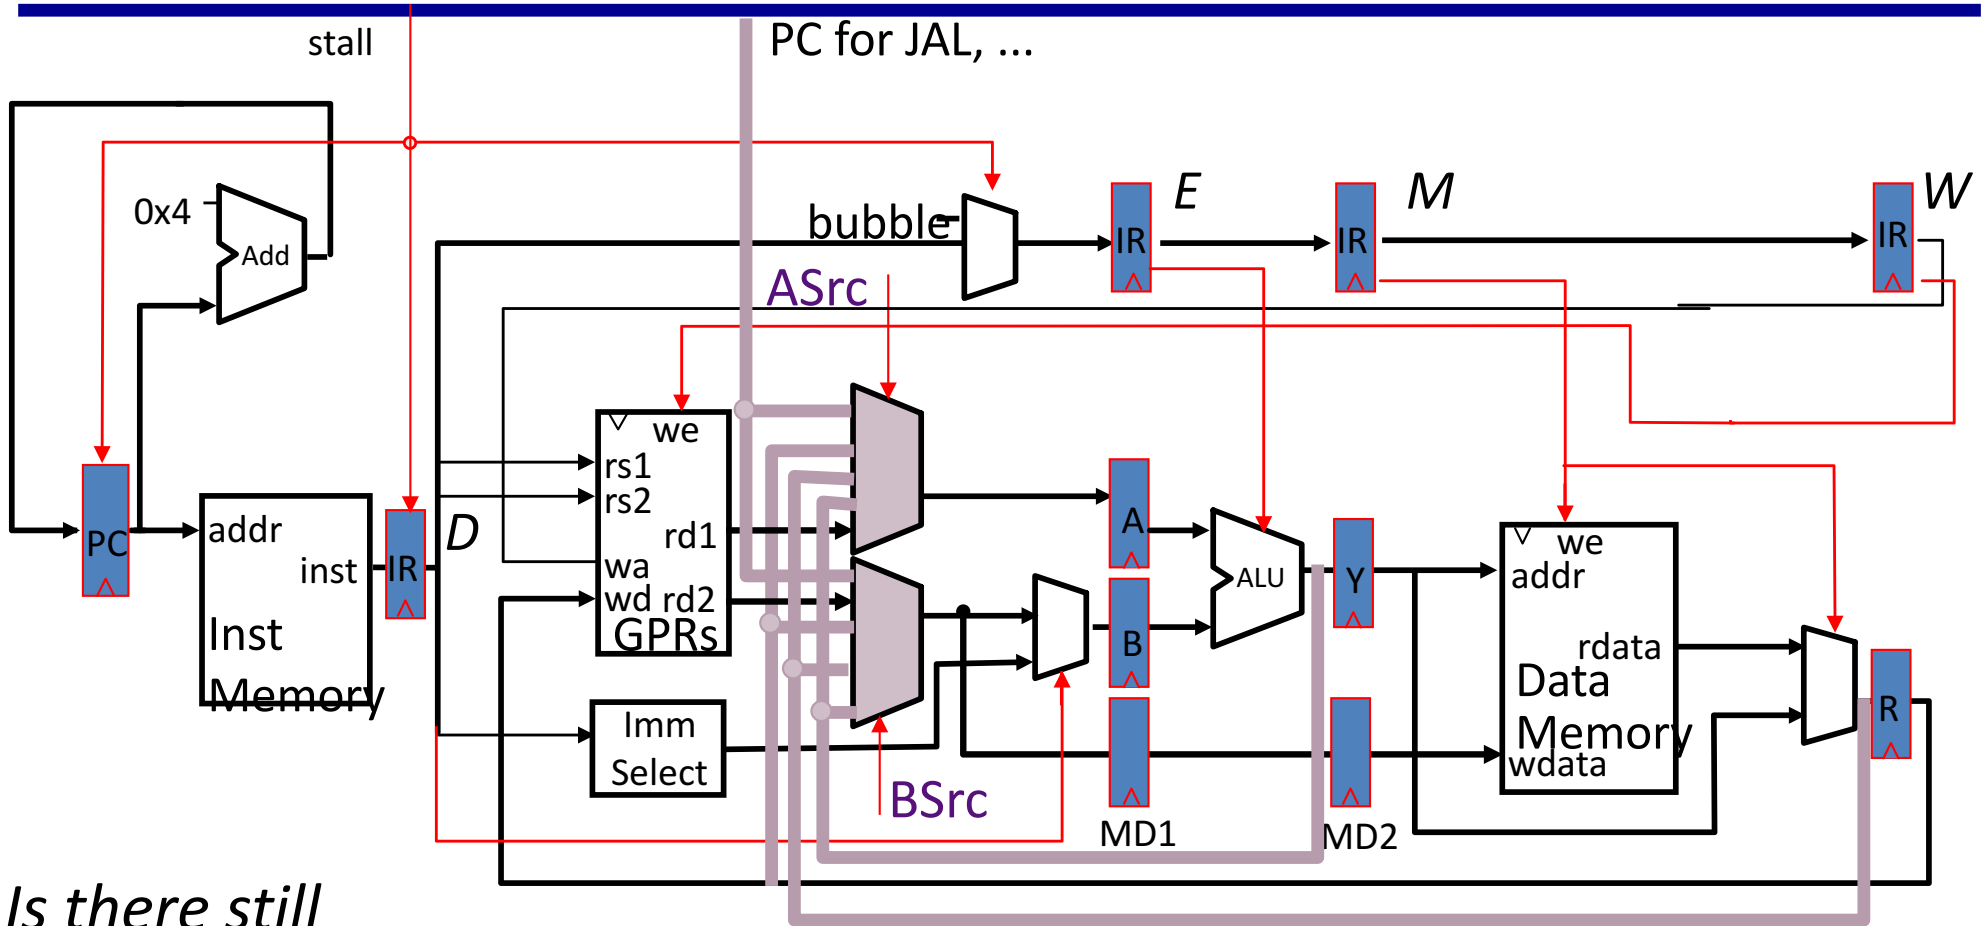 stall
PC for JAL, ...
0x4
Add
bubble
IR
E
IR
M
IR
W
ASrc
we
rs1
rs2
rd1
wa
wd rd2
GPRs
PC
addr
inst
Inst
Memory
IR
D
A
B
ALU
Y
we
addr
rdata
Data
Memory
wdata
R
Imm
Select
BSrc
MD1
MD2
Is there still